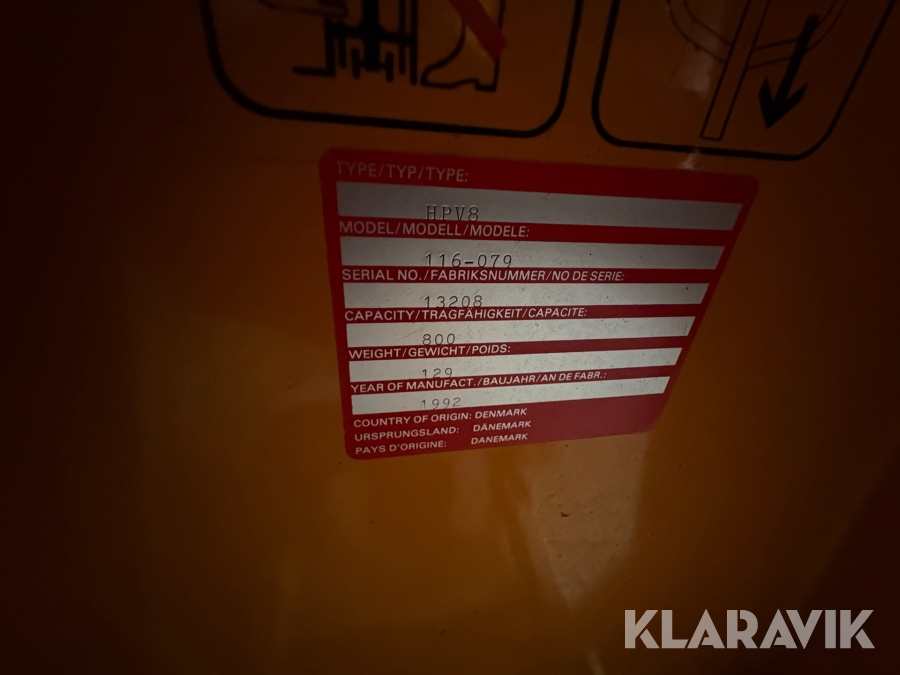 TYPE/TYP/TYPE:
HPV8
MODEL/MODELL/MODELE:
116-079
SERIAL NO./FABRIKSNUMMER/NO DE SERIE:
13208
CAPACITY/TRAGFÄHIGKEIT/CAPACITE:
800
WEIGHT/GEWICHT/POIDS:
129
YEAR OF MANUFACT./BAUJAHR/AN DE FABR.:
1992
COUNTRY OF ORIGIN: DENMARK
URSPRUNGSLAND: DÄNEMARK
PAYS D'ORIGINE: DANEMARK
KLARAVIK